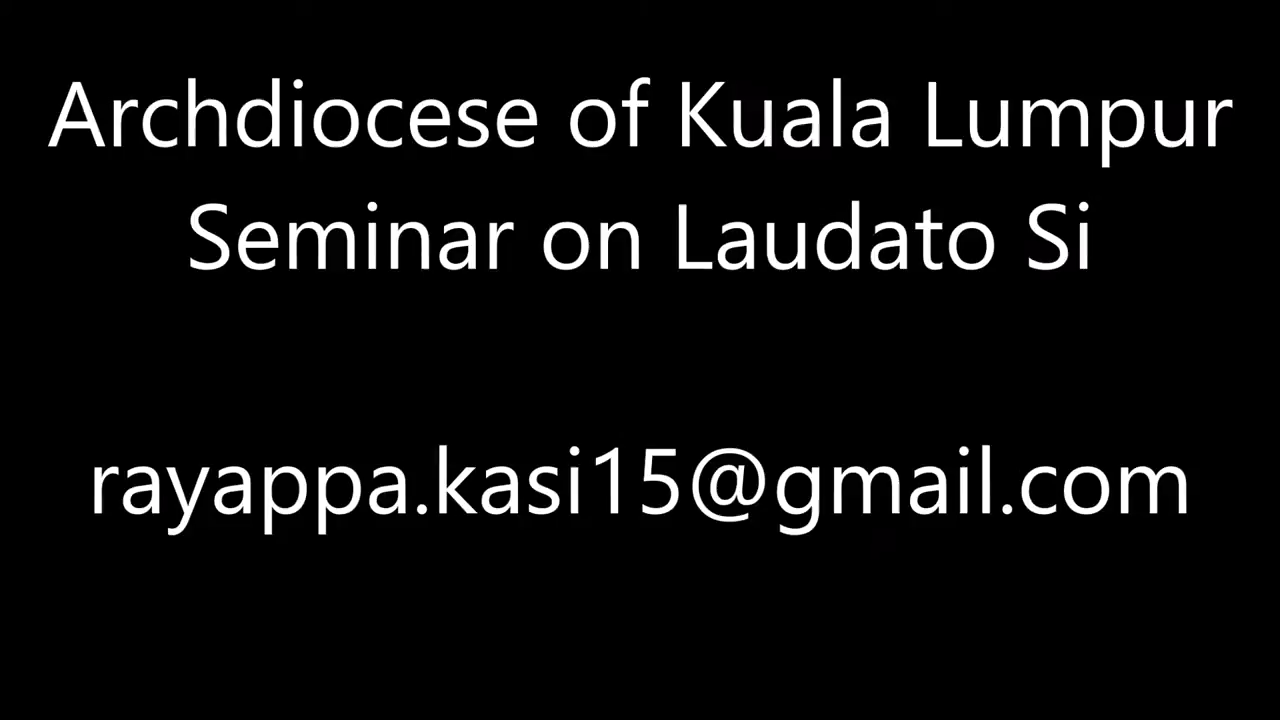 Archdiocese of Kuala Lumpur
Seminar on Laudato Si
rayappa.kasi15@gmail.com